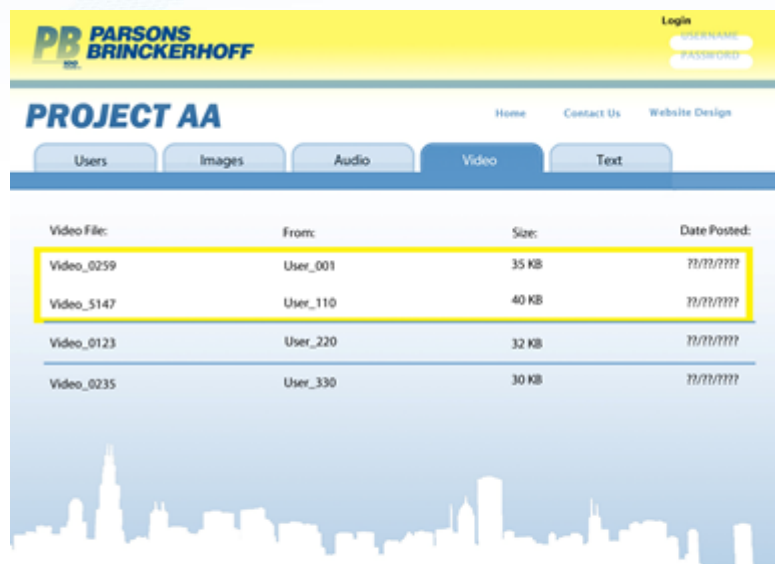 Login
PB PARSONS
BRINCKERHOFF
100
USERNAME
PASSWORD
PROJECT AA
Home Contact Us Website Design
Users Images Audio Video Text
Video File: From: Size: Date Posted:
Video_0259 User_001 35 KB ??/??/????
Video_5147 User_110 40 KB ??/??/????
Video_0123 User_220 32 KB ??/??/????
Video_0235 User_330 30 KB ??/??/????